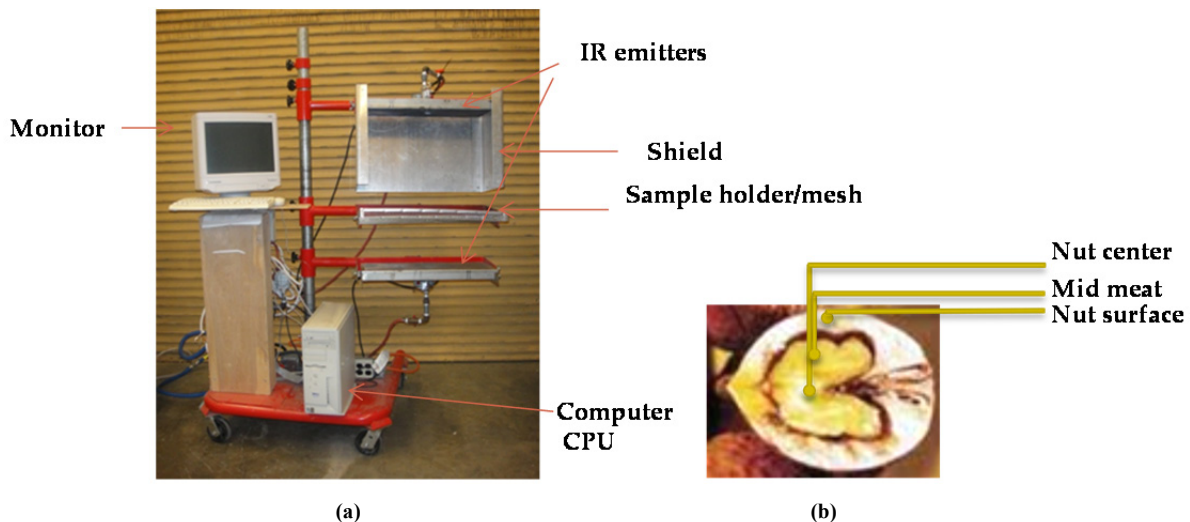 IR emitters
Monitor
Shield
Sample holder/mesh
Nut center
Mid meat
Nut surface
Computer
CPU
(a)
(b)